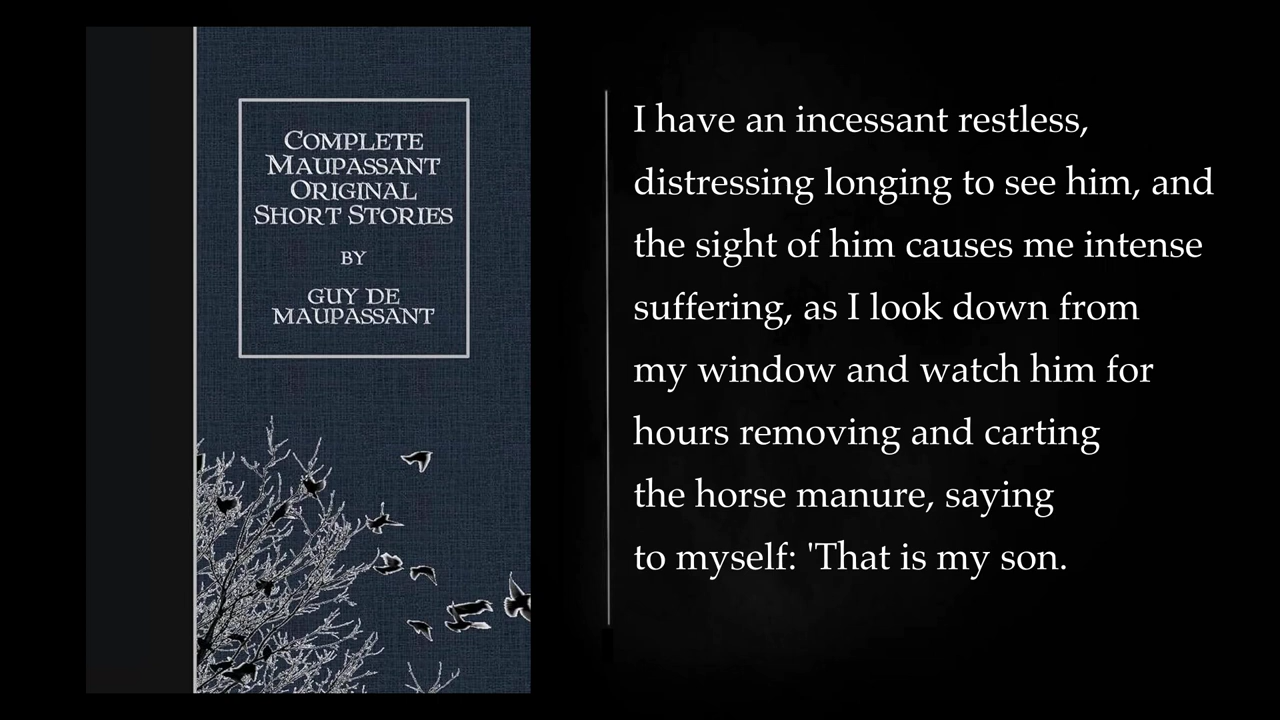 COMPLETE
MAUPASSANT
ORIGINAL
SHORT STORIES
BY
GUY DE
MAUPASSANT
I have an incessant restless,
distressing longing to see him, and
the sight of him causes me intense
suffering, as I look down from
my window and watch him for
hours removing and carting
the horse manure, saying
to myself: 'That is my son.